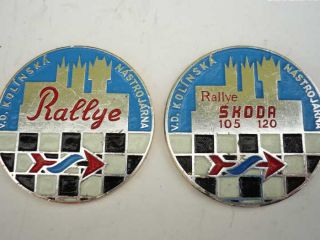 V.D. KOLÍNSKÁ NÁSTROJÁRNA
Rallye
V.D. KOLÍNSKÁ NÁSTROJÁRNA
Rallye
ŠKODA
105 120